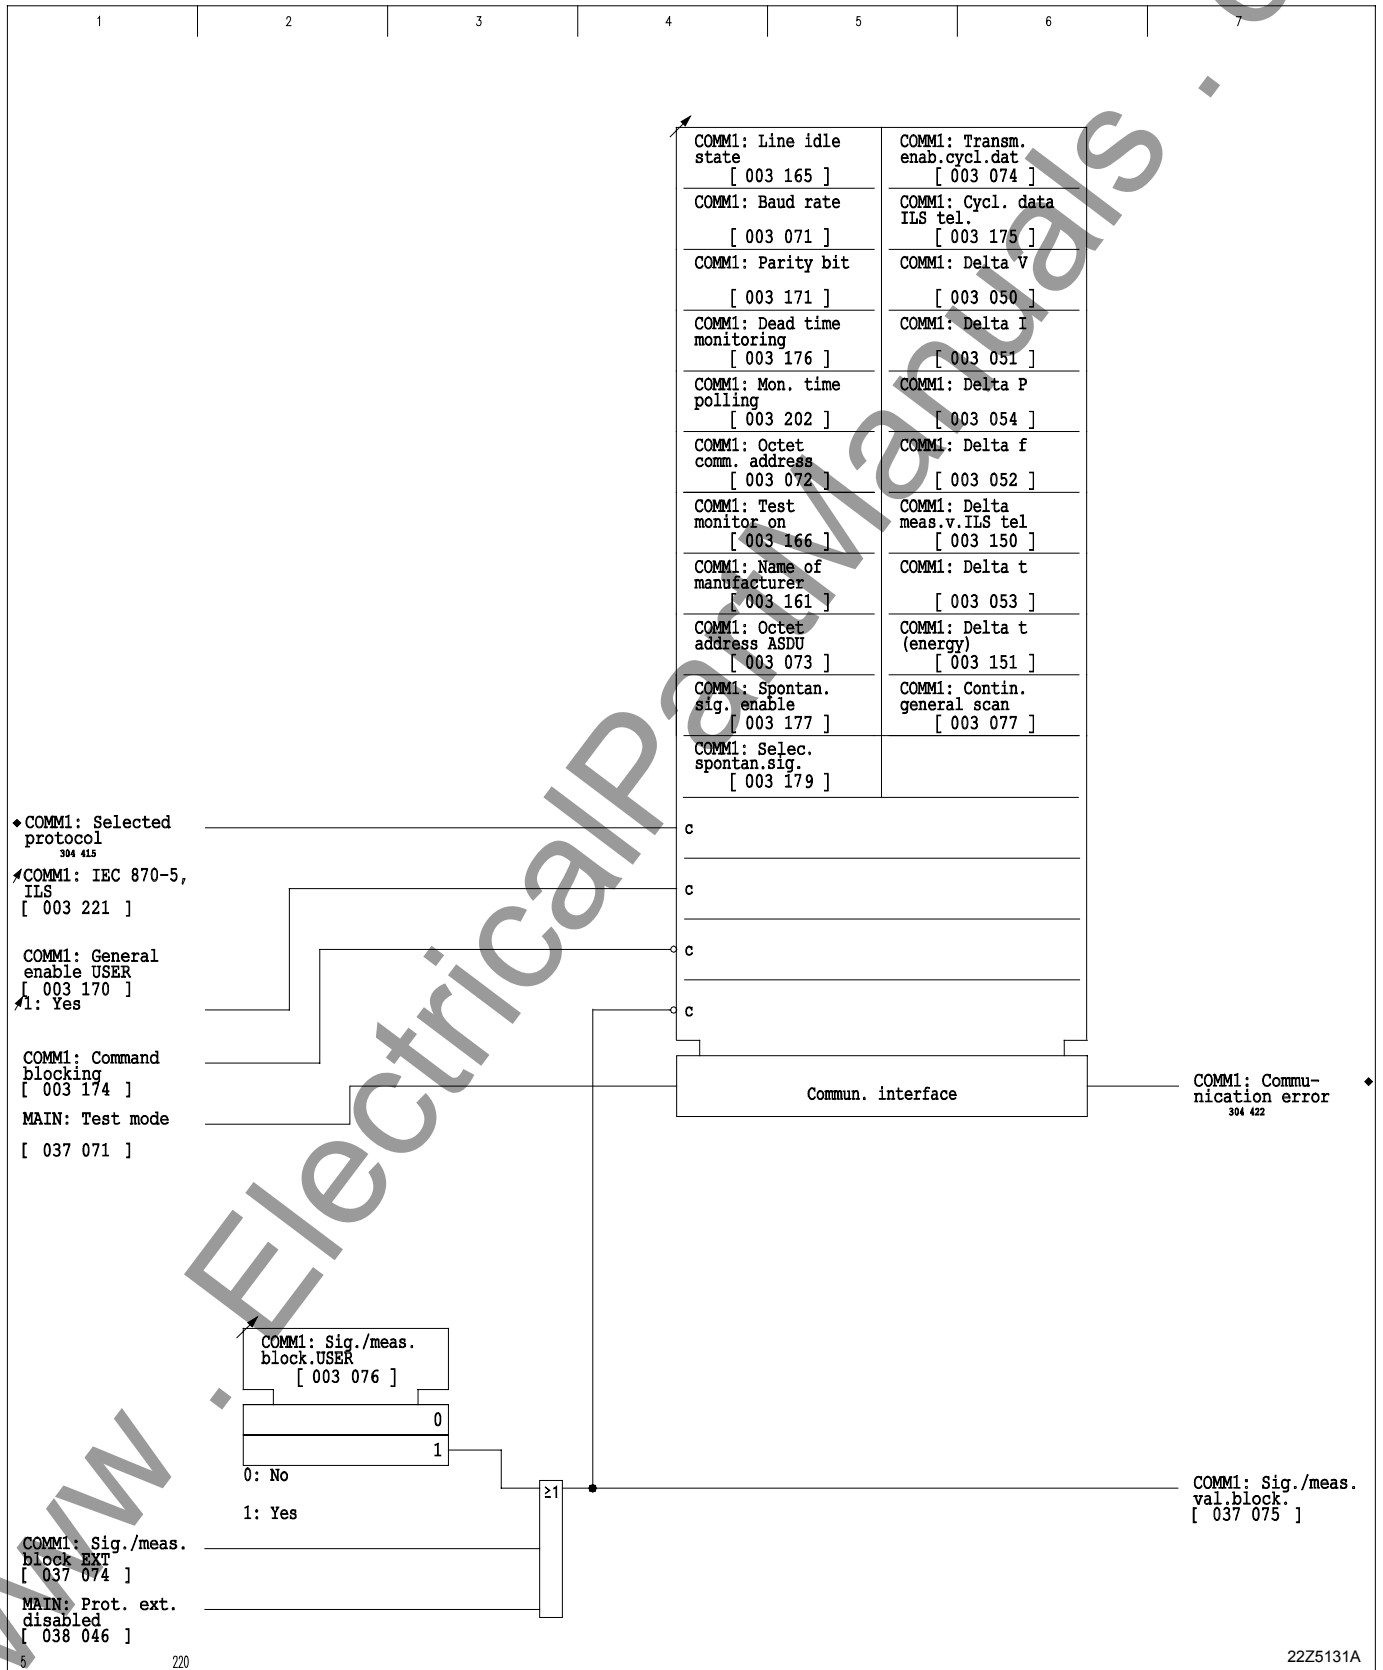 1 2 3 4 5 6 7
COMM1: Line idle
state
[ 003 165 ]
COMM1: Transm.
enab.cycl.dat
[ 003 074 ]
COMM1: Baud rate
[ 003 071 ]
COMM1: Cycl. data
ILS tel.
[ 003 175 ]
COMM1: Parity bit
[ 003 171 ]
COMM1: Delta V
[ 003 050 ]
COMM1: Dead time
monitoring
[ 003 176 ]
COMM1: Delta I
[ 003 051 ]
COMM1: Mon. time
polling
[ 003 202 ]
COMM1: Delta P
[ 003 054 ]
COMM1: Octet
comm. address
[ 003 072 ]
COMM1: Delta f
[ 003 052 ]
COMM1: Test
monitor on
[ 003 166 ]
COMM1: Delta
meas.v.ILS tel
[ 003 150 ]
COMM1: Name of
manufacturer
[ 003 161 ]
COMM1: Delta t
[ 003 053 ]
COMM1: Octet
address ASDU
[ 003 073 ]
COMM1: Delta t
(energy)
[ 003 151 ]
COMM1: Spontan.
sig. enable
[ 003 177 ]
COMM1: Contin.
general scan
[ 003 077 ]
COMM1: Selec.
spontan.sig.
[ 003 179 ]
COMM1: Selected
protocol
304 415
c
COMM1: IEC 870-5,
ILS
[ 003 221 ]
c
COMM1: General
enable USER
[ 003 170 ]
1: Yes
c
c
COMM1: Command
blocking
[ 003 174 ]
MAIN: Test mode
[ 037 071 ]
Commun. interface
COMM1: Commu-
nication error
304 422
COMM1: Sig./meas.
block.USER
[ 003 076 ]
0
1
0: No
1: Yes
≥1
COMM1: Sig./meas.
val.block.
[ 037 075 ]
COMM1: Sig./meas.
block EXT
[ 037 074 ]
MAIN: Prot. ext.
disabled
[ 038 046 ]
5 220
22Z5131A
www . ElectricalPartManuals .